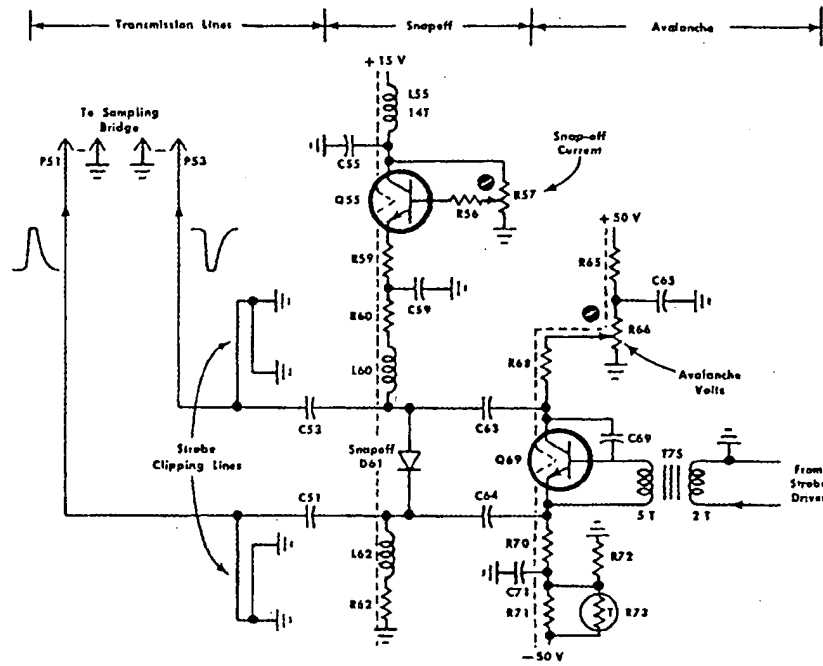 Transmission Lines
Snapoff
Avalanche
+15 V
L55
14T
To Sampling
Bridge
P51
P53
C55
Snap-off
Current
Q55
R56
R57
+50 V
R59
R65
C59
C65
R60
R66
L60
R68
Avalanche
Volts
C53
C63
C69
Strobe
Clipping Lines
Snapoff
D61
Q69
T75
From
Strobe
Driver
C51
C64
5 T
2 T
L62
R70
R72
C71
R62
R71
T
R73
-50 V